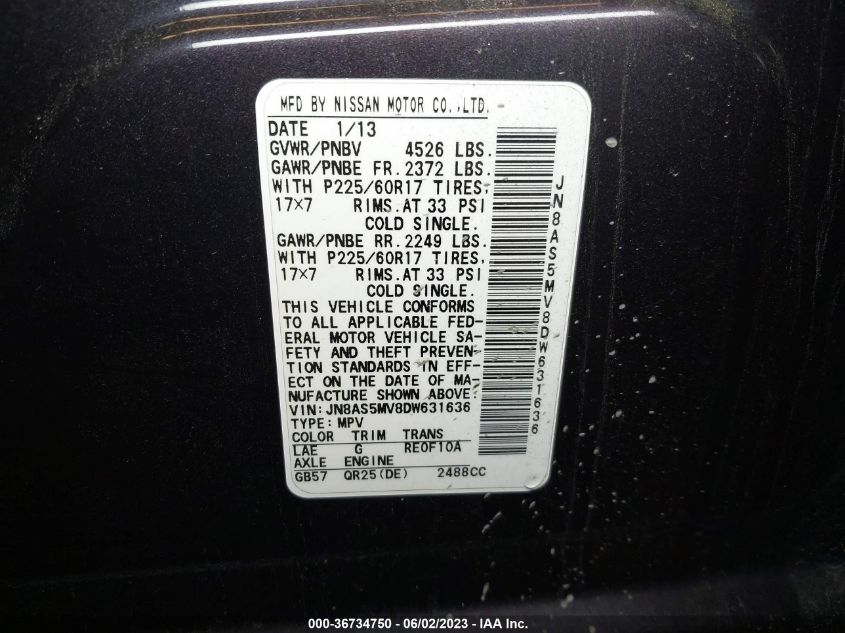 MFD BY NISSAN MOTOR CO.,LTD.
DATE 1/13
GVWR/PNBV 4526 LBS.
GAWR/PNBE FR.2372 LBS.
WITH P225/60R17 TIRES,
17×7 RIMS.AT 33 PSI
COLD SINGLE.
GAWR/PNBE RR.2249 LBS.
WITH P225/60R17 TIRES,
17×7 RIMS.AT 33 PSI
COLD SINGLE.
THIS VEHICLE CONFORMS
TO ALL APPLICABLE FED-
ERAL MOTOR VEHICLE SA-
FETY AND THEFT PREVEN-
TION STANDARDS IN EFF-
ECT ON THE DATE OF MA-
NUFACTURE SHOWN ABOVE.
VIN:JN8AS5MV8DW631636
TYPE:MPV
COLOR TRIM TRANS
LAE G RE0F10A
AXLE ENGINE
GB57 QR25(DE) 2488CC
JN8AS5MV8DW631636
000-36734750 - 06/02/2023 - IAA Inc.